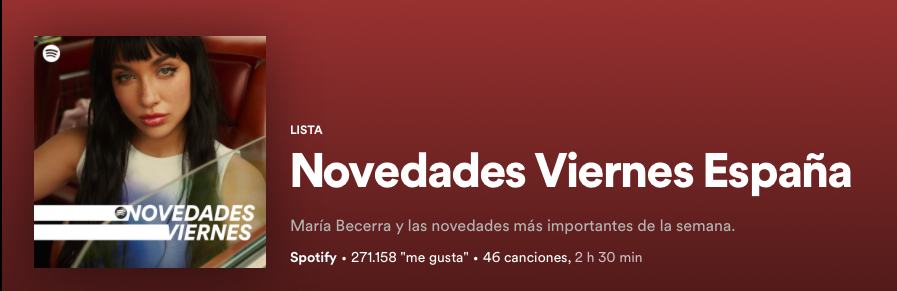 NOVEDADES
VIERNES
LISTA
Novedades Viernes España
María Becerra y las novedades más importantes de la semana.
Spotify • 271.158 "me gusta" • 46 canciones, 2 h 30 min